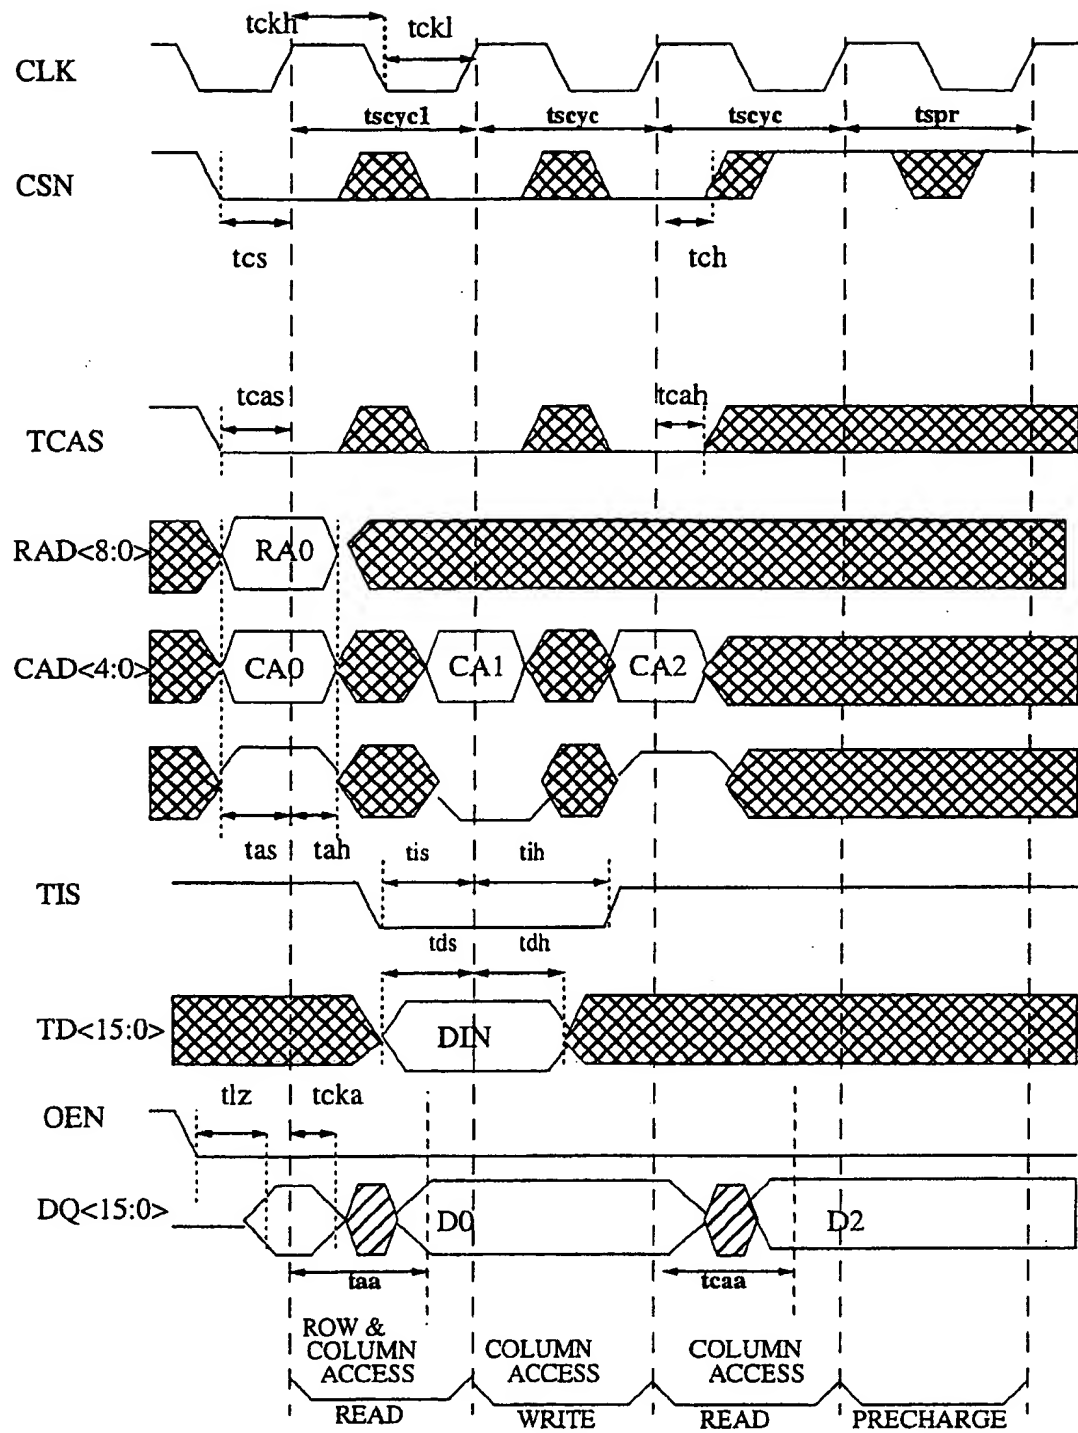 tckh
tckl
CLK
tscyc1 tscyc tscyc tspr
CSN
tcs
tch
tcas
tcah
TCAS
RAD<8:0>
RA0
CAD<4:0>
CA0 CA1 CA2
tas tah tis tih
TIS
tds tdh
TD<15:0>
DIN
tlz tcka
OEN
DQ<15:0>
D0 D2
taa tcaa
ROW &
COLUMN
ACCESS
COLUMN
ACCESS
COLUMN
ACCESS
READ WRITE READ PRECHARGE